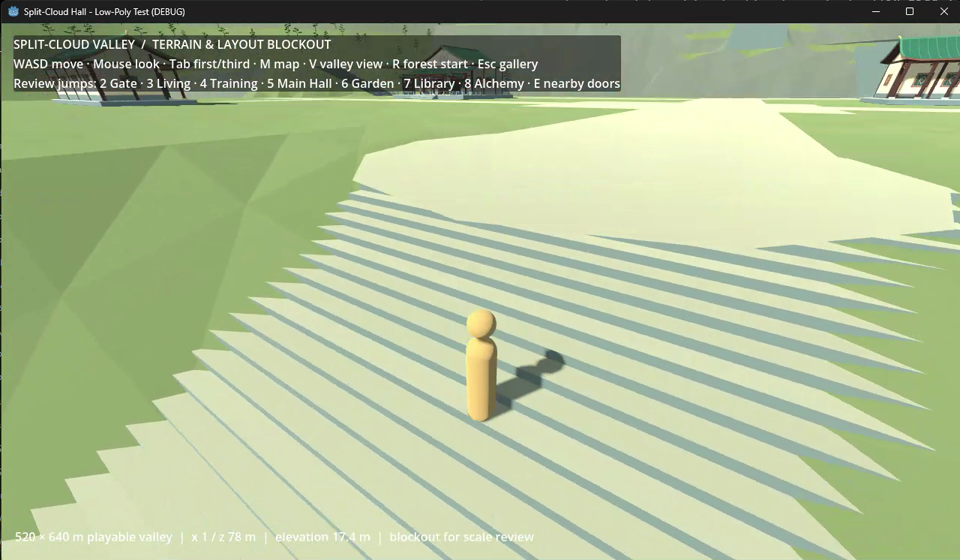 Split-Cloud Hall - Low-Poly Test (DEBUG)
SPLIT-CLOUD VALLEY / TERRAIN & LAYOUT BLOCKOUT
WASD move · Mouse look · Tab first/third · M map · V valley view · R forest start · Esc gallery
Review jumps: 2 Gate · 3 Living · 4 Training · 5 Main Hall · 6 Garden · 7 Library · 8 Alchemy · E nearby doors
520 × 640 m playable valley | x 1 / z 78 m | elevation 17.4 m | blockout for scale review